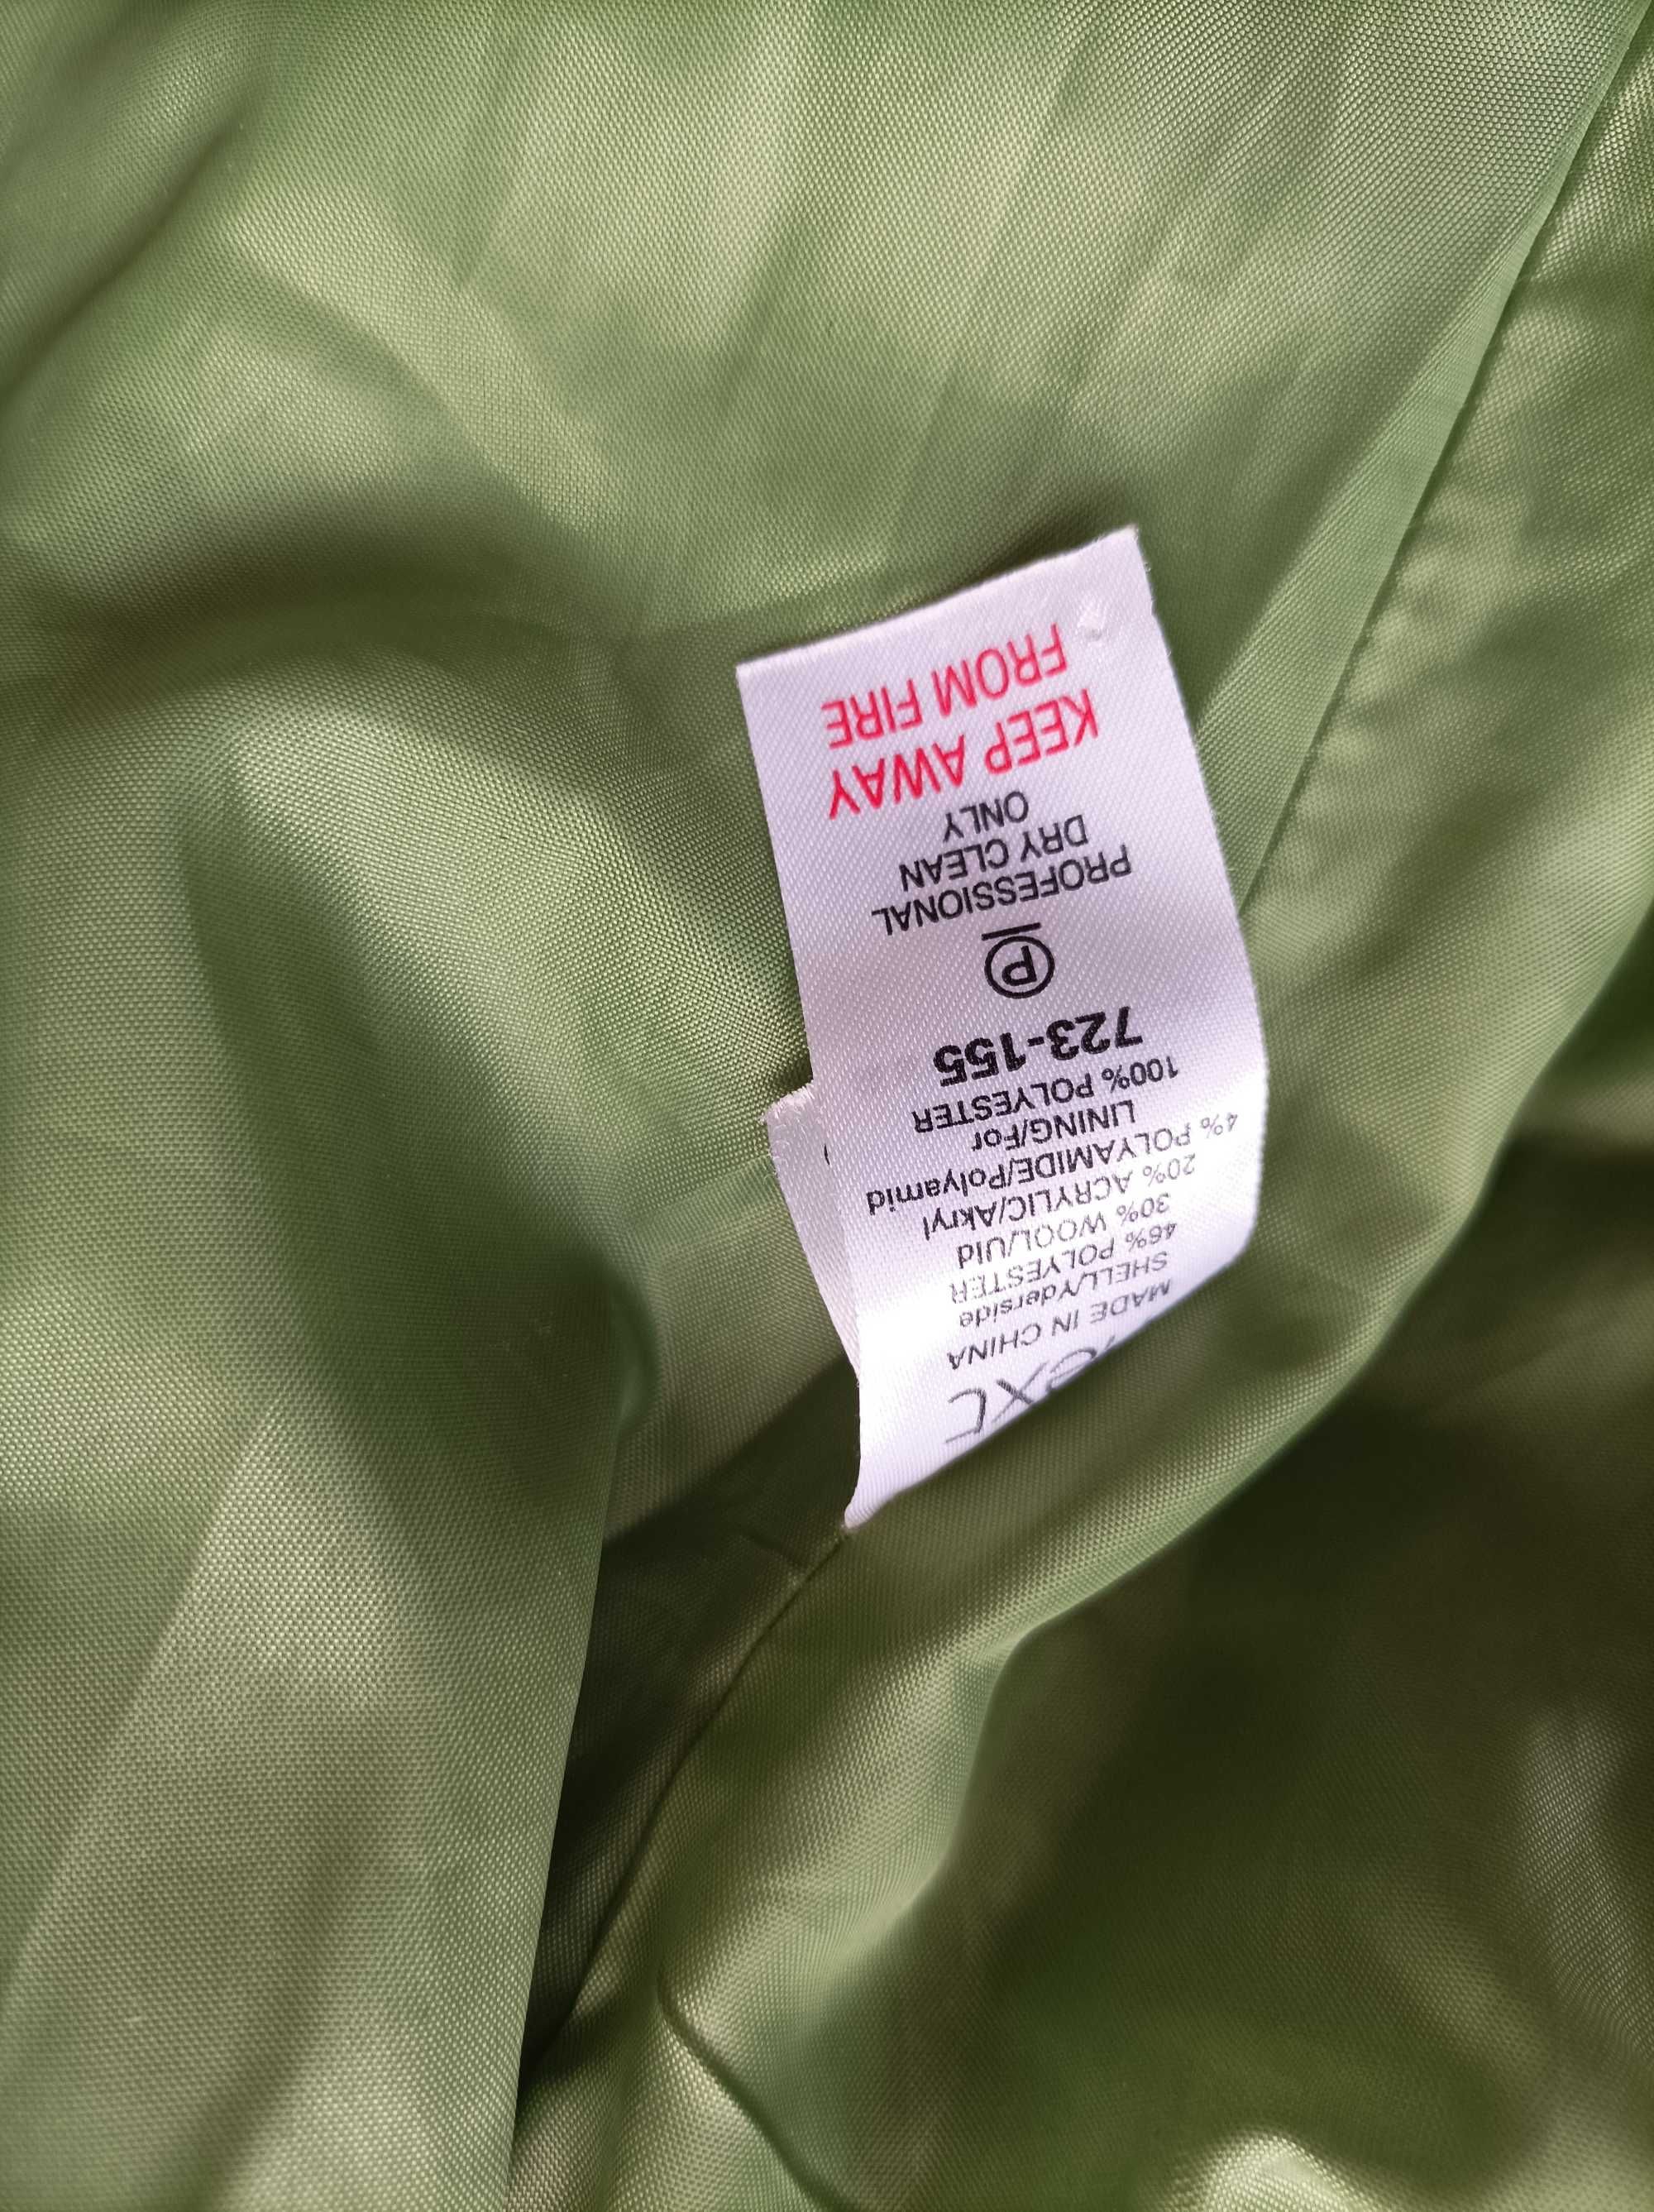 MADE IN CHINA
SHELL/Yderside
46% POLYESTER
30% WOOL/Uld
20% ACRYLIC/Akryl
4% POLYAMIDE/Polyamid
LINING/For
100% POLYESTER
723-155
P
PROFESSIONAL
DRY CLEAN
ONLY
KEEP AWAY
FROM FIRE